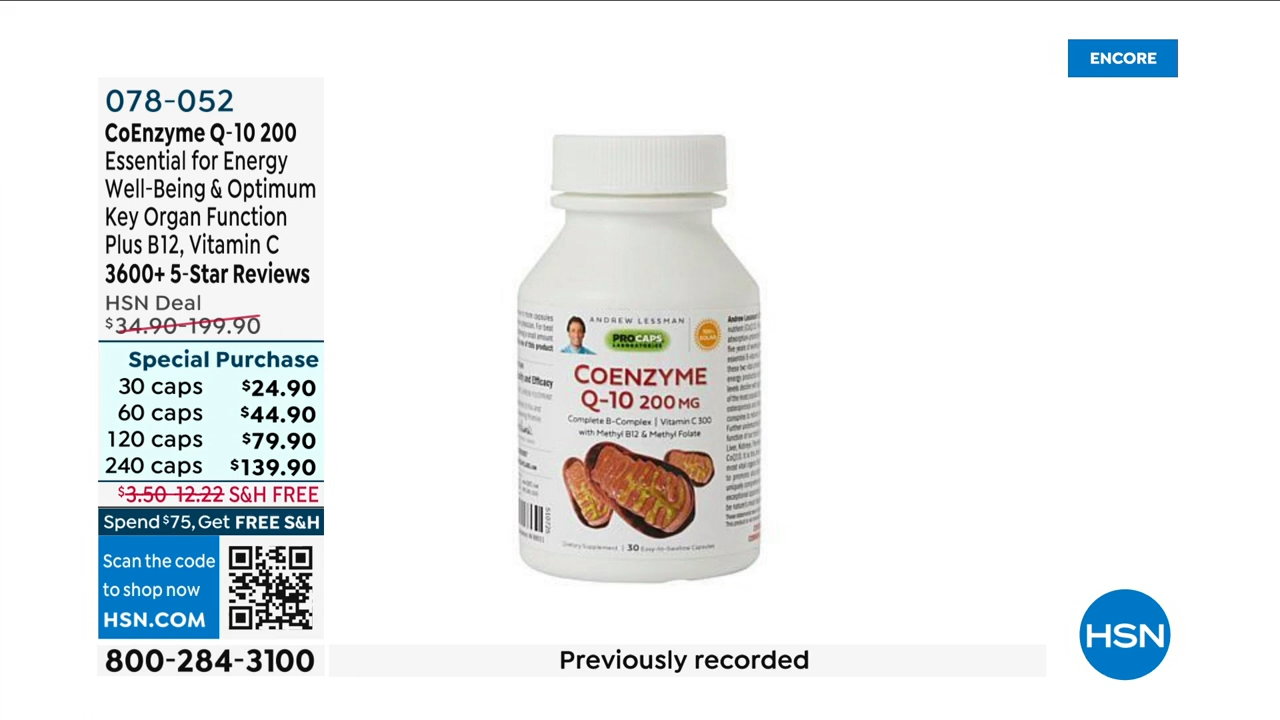 ENCORE
078-052
CoEnzyme Q-10 200
Essential for Energy
Well-Being & Optimum
Key Organ Function
Plus B12, Vitamin C
3600+ 5-Star Reviews
HSN Deal
$34.90-199.90
Special Purchase
30 caps $24.90
60 caps $44.90
120 caps $79.90
240 caps $139.90
$3.50-12.22 S&H FREE
Spend $75, Get FREE S&H
Scan the code
to shop now
HSN.COM
800-284-3100
ANDREW LESSMAN
PROCAPS
LABORATORIES
COENZYME
Q-10 200 MG
Complete B-Complex | Vitamin C 300
with Methyl B12 & Methyl Folate
Dietary Supplement | 30 Easy-to-Swallow Capsules
Previously recorded
HSN